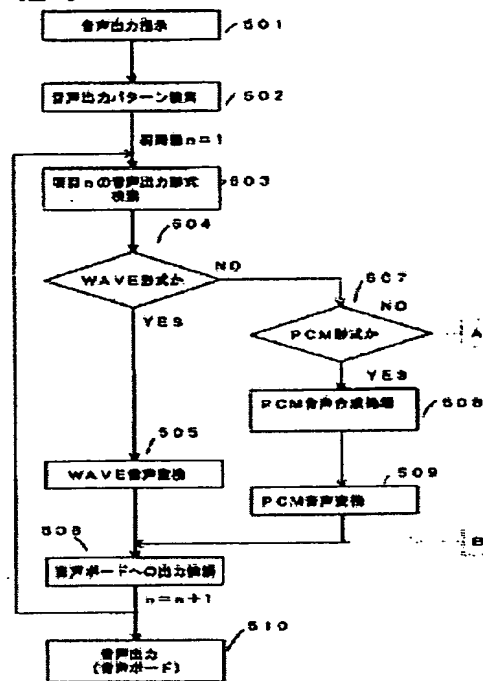 音声出力指示
501
音声出力パターン検索
502
初期値n=1
項目nの音声出力形式
検索
503
504
WAVE形式か
NO
YES
507
NO
PCM形式か
A
YES
PCM音声合成処理
508
505
WAVE音声変換
509
PCM音声変換
B
音声ボードへの出力
n=n+1
510
音声出力
(音声ボード)